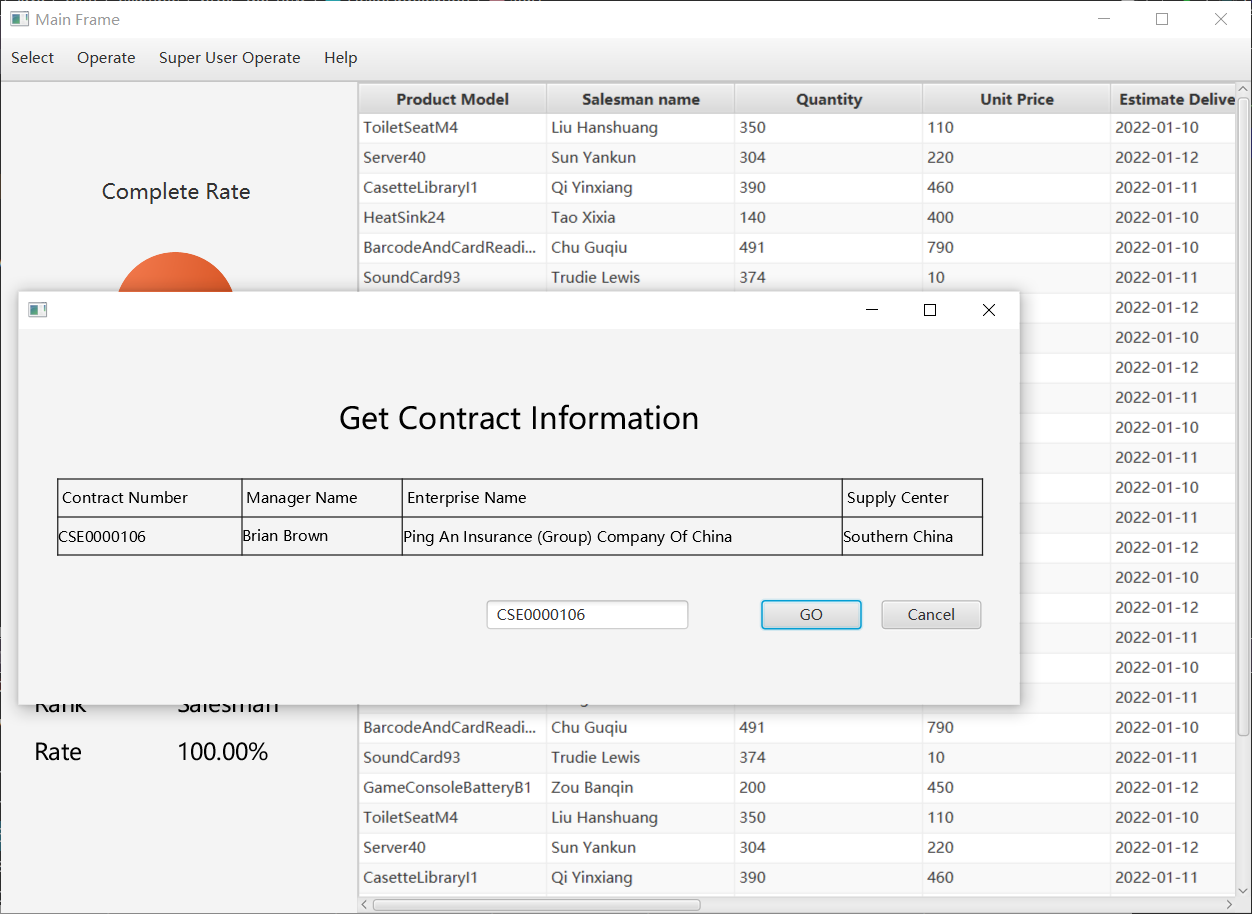 Main Frame
Select Operate Super User Operate Help
Product Model Salesman name Quantity Unit Price Estimate Delive
ToiletSeatM4 Liu Hanshuang 350 110 2022-01-10
Server40 Sun Yankun 304 220 2022-01-12
CasetteLibraryI1 Qi Yinxiang 390 460 2022-01-11
HeatSink24 Tao Xixia 140 400 2022-01-10
BarcodeAndCardReadi... Chu Guqiu 491 790 2022-01-10
SoundCard93 Trudie Lewis 374 10 2022-01-11
2022-01-12
2022-01-10
2022-01-12
2022-01-11
2022-01-10
2022-01-11
2022-01-10
2022-01-11
2022-01-12
2022-01-10
2022-01-12
2022-01-11
2022-01-10
2022-01-11
BarcodeAndCardReadi... Chu Guqiu 491 790 2022-01-10
SoundCard93 Trudie Lewis 374 10 2022-01-11
GameConsoleBatteryB1 Zou Banqin 200 450 2022-01-12
ToiletSeatM4 Liu Hanshuang 350 110 2022-01-10
Server40 Sun Yankun 304 220 2022-01-12
CasetteLibraryI1 Qi Yinxiang 390 460 2022-01-11
Complete Rate
Rank Salesman
Rate 100.00%
Get Contract Information
Contract Number Manager Name Enterprise Name Supply Center
CSE0000106 Brian Brown Ping An Insurance (Group) Company Of China Southern China
CSE0000106 GO Cancel